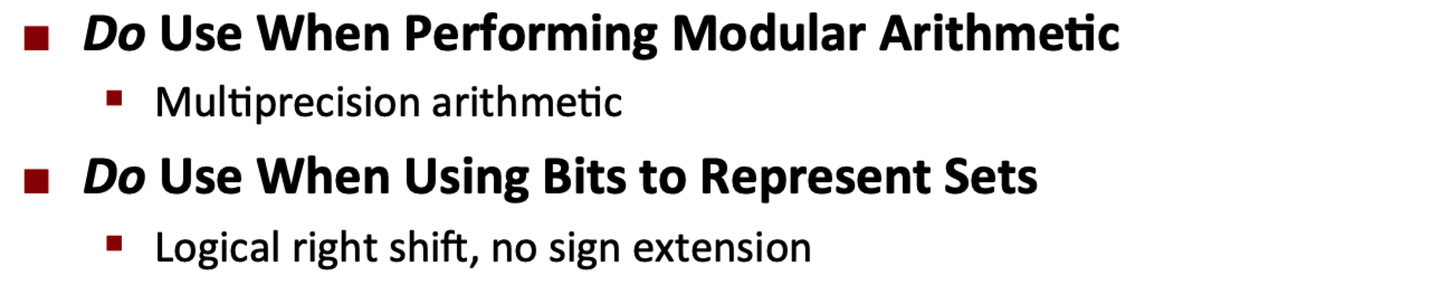 Do Use When Performing Modular Arithmetic
Multiprecision arithmetic
Do Use When Using Bits to Represent Sets
Logical right shift, no sign extension